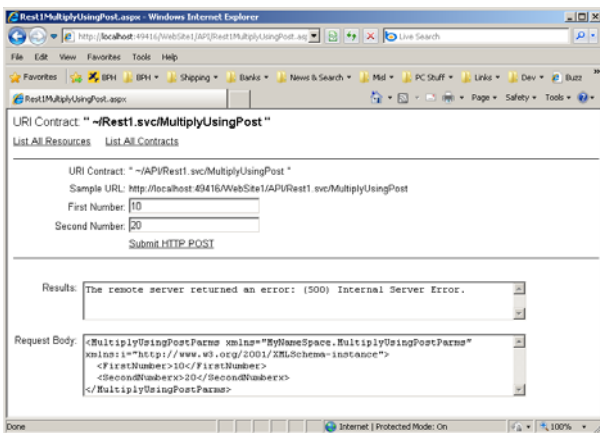 Rest1MultiplyUsingPost.aspx - Windows Internet Explorer
http://localhost:49416/WebSite1/API/Rest1MultiplyUsingPost.asp
Live Search
File Edit View Favorites Tools Help
Favorites BPH BPH Shipping Banks News & Search Misl PC Stuff Links Dev Buzz
Rest1MultiplyUsingPost.aspx
Page Safety Tools
URI Contract: " ~/Rest1.svc/MultiplyUsingPost "
List All Resources List All Contracts
URI Contract: " ~/API/Rest1.svc/MultiplyUsingPost "
Sample URL: http://localhost:49416/WebSite1/API/Rest1.svc/MultiplyUsingPost
First Number: 10
Second Number: 20
Submit HTTP POST
Results: The remote server returned an error: (500) Internal Server Error.
Request Body: <MultiplyUsingPostParms xmlns="MyNameSpace.MultiplyUsingPostParms"
xmlns:i="http://www.w3.org/2001/XMLSchema-instance">
<FirstNumber>10</FirstNumber>
<SecondNumberx>20</SecondNumberx>
</MultiplyUsingPostParms>
Done Internet | Protected Mode: On 100%